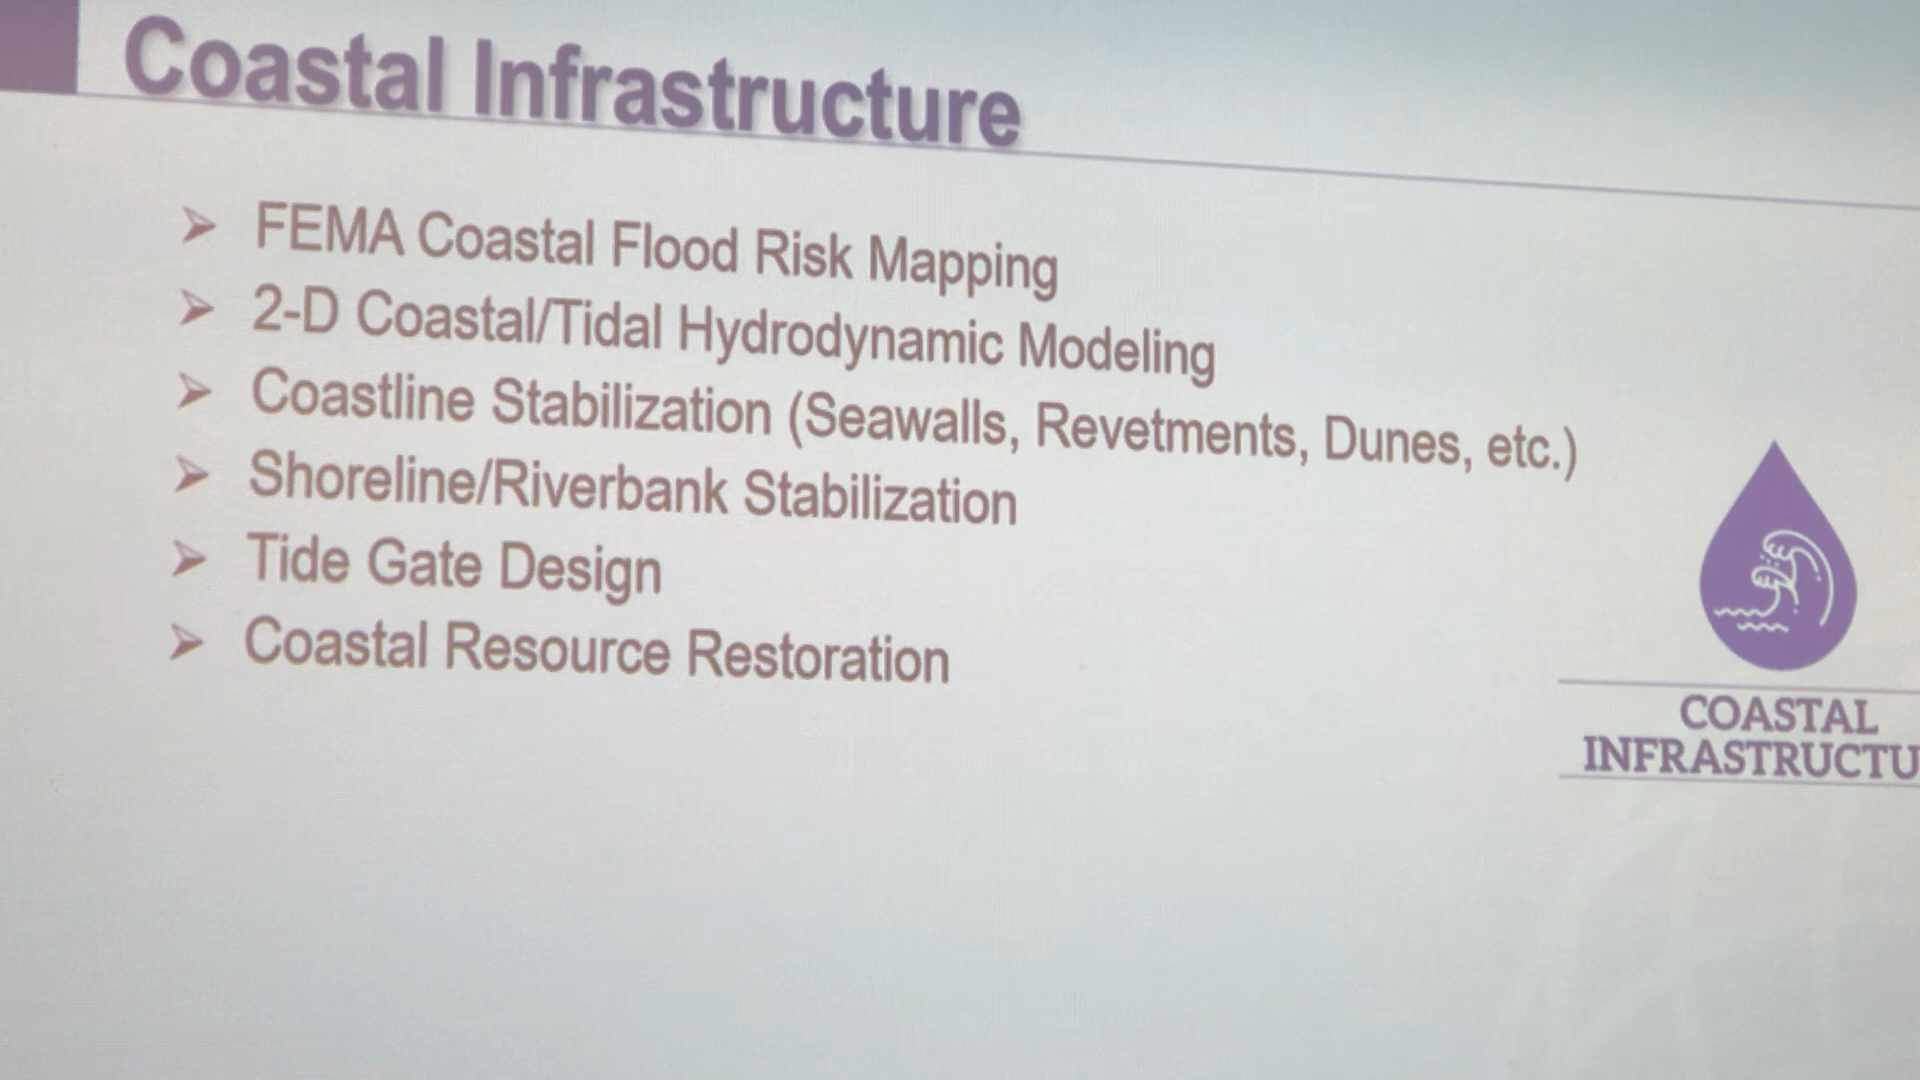 Coastal Infrastructure
FEMA Coastal Flood Risk Mapping
2-D Coastal/Tidal Hydrodynamic Modeling
Coastline Stabilization (Seawalls, Revetments, Dunes, etc.)
Shoreline/Riverbank Stabilization
Tide Gate Design
Coastal Resource Restoration
COASTAL
INFRASTRUCTU